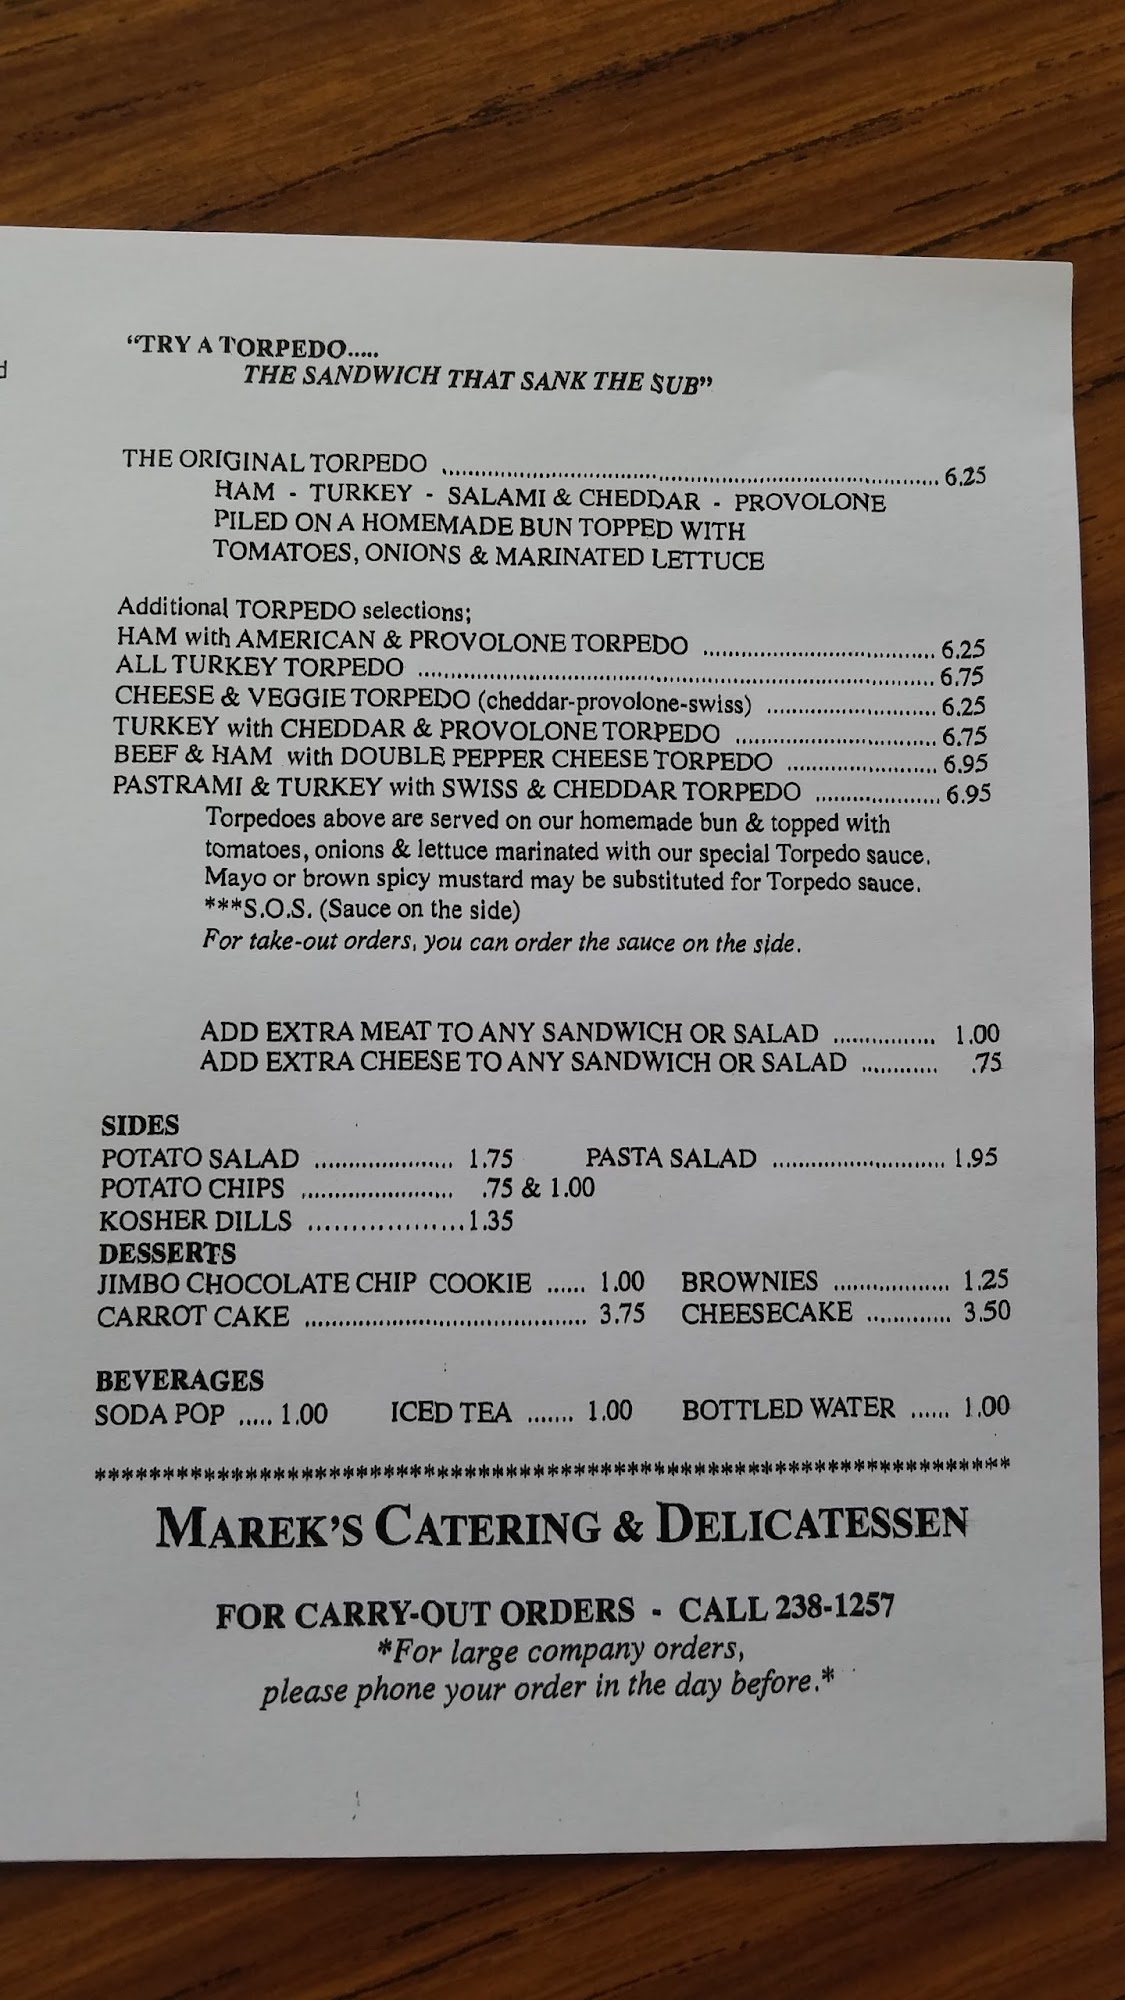 d
"TRY A TORPEDO.....
THE SANDWICH THAT SANK THE SUB"
THE ORIGINAL TORPEDO ........ 6.25
HAM - TURKEY - SALAMI & CHEDDAR - PROVOLONE
PILED ON A HOMEMADE BUN TOPPED WITH
TOMATOES, ONIONS & MARINATED LETTUCE
Additional TORPEDO selections;
HAM with AMERICAN & PROVOLONE TORPEDO ........ 6.25
ALL TURKEY TORPEDO ........ 6.75
CHEESE & VEGGIE TORPEDO (cheddar-provolone-swiss) ........ 6.25
TURKEY with CHEDDAR & PROVOLONE TORPEDO ........ 6.75
BEEF & HAM with DOUBLE PEPPER CHEESE TORPEDO ........ 6.95
PASTRAMI & TURKEY with SWISS & CHEDDAR TORPEDO ........ 6.95
Torpedoes above are served on our homemade bun & topped with
tomatoes, onions & lettuce marinated with our special Torpedo sauce.
Mayo or brown spicy mustard may be substituted for Torpedo sauce.
***S.O.S. (Sauce on the side)
For take-out orders, you can order the sauce on the side.
ADD EXTRA MEAT TO ANY SANDWICH OR SALAD ........ 1.00
ADD EXTRA CHEESE TO ANY SANDWICH OR SALAD ........ .75
SIDES
POTATO SALAD ........ 1.75 PASTA SALAD ........ 1.95
POTATO CHIPS ........ .75 & 1.00
KOSHER DILLS ........ 1.35
DESSERTS
JIMBO CHOCOLATE CHIP COOKIE ...... 1.00 BROWNIES ........ 1.25
CARROT CAKE ........ 3.75 CHEESECAKE ........ 3.50
BEVERAGES
SODA POP ..... 1.00 ICED TEA ....... 1.00 BOTTLED WATER ...... 1.00
********************************************************************
MAREK'S CATERING & DELICATESSEN
FOR CARRY-OUT ORDERS - CALL 238-1257
*For large company orders,
please phone your order in the day before.*